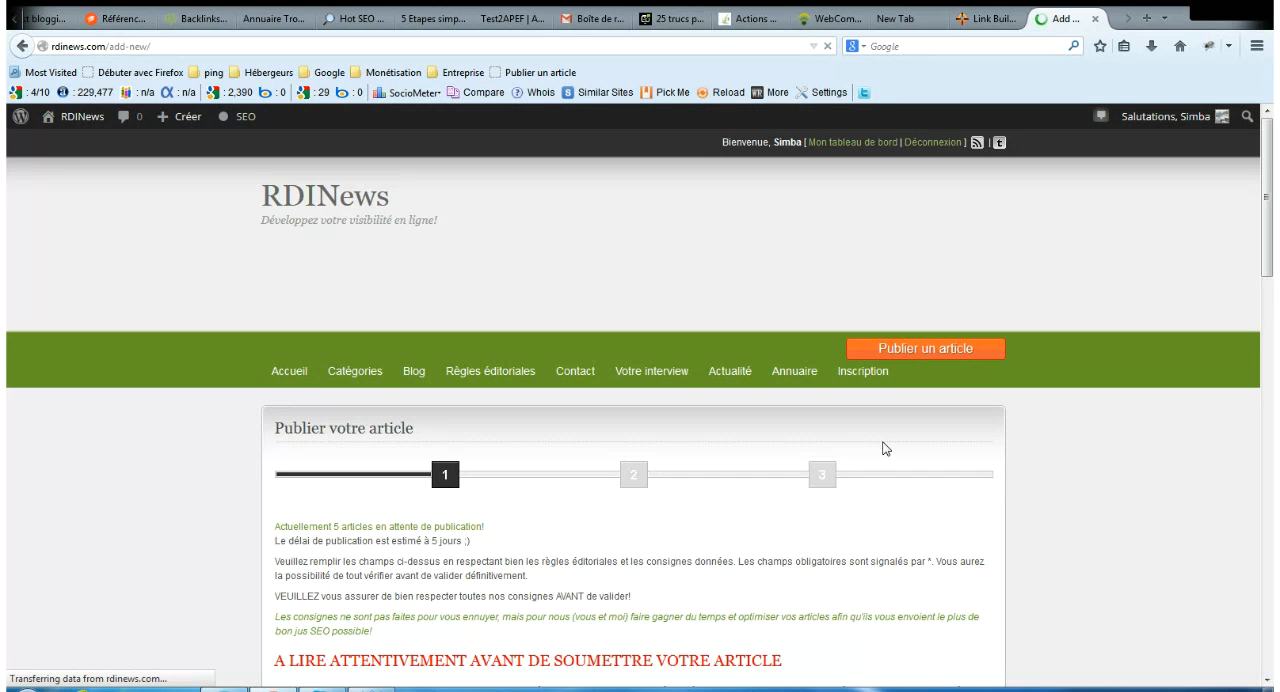 t bloggi...
Référenc...
Backlinks...
Annuaire Tro...
Hot SEO ...
5 Etapes simp...
Test2APEF | A...
Boîte de r...
25 trucs p...
Actions ...
WebCom...
New Tab
Link Buil...
Add ...
rdinews.com/add-new/
Google
Most Visited
Débuter avec Firefox
ping
Hébergeurs
Google
Monétisation
Entreprise
Publier un article
: 4/10
: 229,477
: n/a
: n/a
: 2,390
: 0
: 29
: 0
SocioMeter
Compare
Whois
Similar Sites
Pick Me
Reload
More
Settings
RDINews
0
Créer
SEO
Salutations, Simba
Bienvenue, Simba [ Mon tableau de bord | Déconnexion ] |
RDINews
Développez votre visibilité en ligne!
Publier un article
Accueil
Catégories
Blog
Règles éditoriales
Contact
Votre interview
Actualité
Annuaire
Inscription
Publier votre article
1
2
3
Actuellement 5 articles en attente de publication!
Le délai de publication est estimé à 5 jours ;)
Veuillez remplir les champs ci-dessus en respectant bien les règles éditoriales et les consignes données. Les champs obligatoires sont signalés par *. Vous aurez
la possibilité de tout vérifier avant de valider définitivement.
VEUILLEZ vous assurer de bien respecter toutes nos consignes AVANT de valider!
Les consignes ne sont pas faites pour vous ennuyer, mais pour nous (vous et moi) faire gagner du temps et optimiser vos articles afin qu'ils vous envoient le plus de
bon jus SEO possible!
A LIRE ATTENTIVEMENT AVANT DE SOUMETTRE VOTRE ARTICLE
Transferring data from rdinews.com...